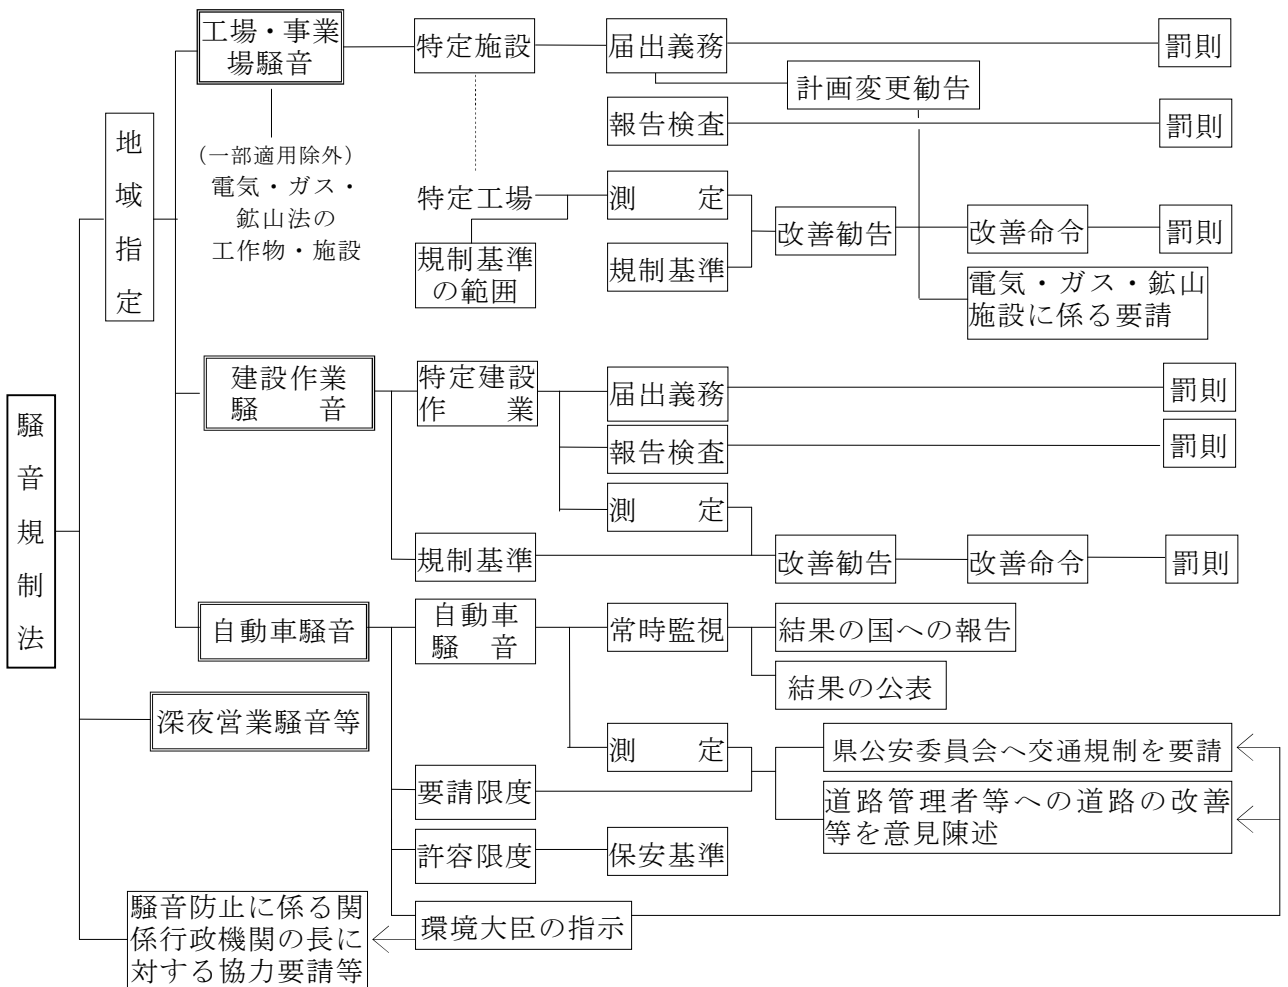 騒音規制法
地域指定
工場・事業
場騒音
(一部適用除外)
電気・ガス・
鉱山法の
工作物・施設
特定施設
届出義務
罰則
計画変更勧告
報告検査
罰則
特定工場
測 定
規制基準
の範囲
規制基準
改善勧告
改善命令
罰則
電気・ガス・鉱山
施設に係る要請
建設作業
騒 音
特定建設
作 業
届出義務
罰則
報告検査
罰則
測 定
規制基準
改善勧告
改善命令
罰則
自動車騒音
自動車
騒 音
常時監視
結果の国への報告
結果の公表
測 定
県公安委員会へ交通規制を要請
要請限度
道路管理者等への道路の改善
等を意見陳述
許容限度
保安基準
環境大臣の指示
深夜営業騒音等
騒音防止に係る関
係行政機関の長に
対する協力要請等